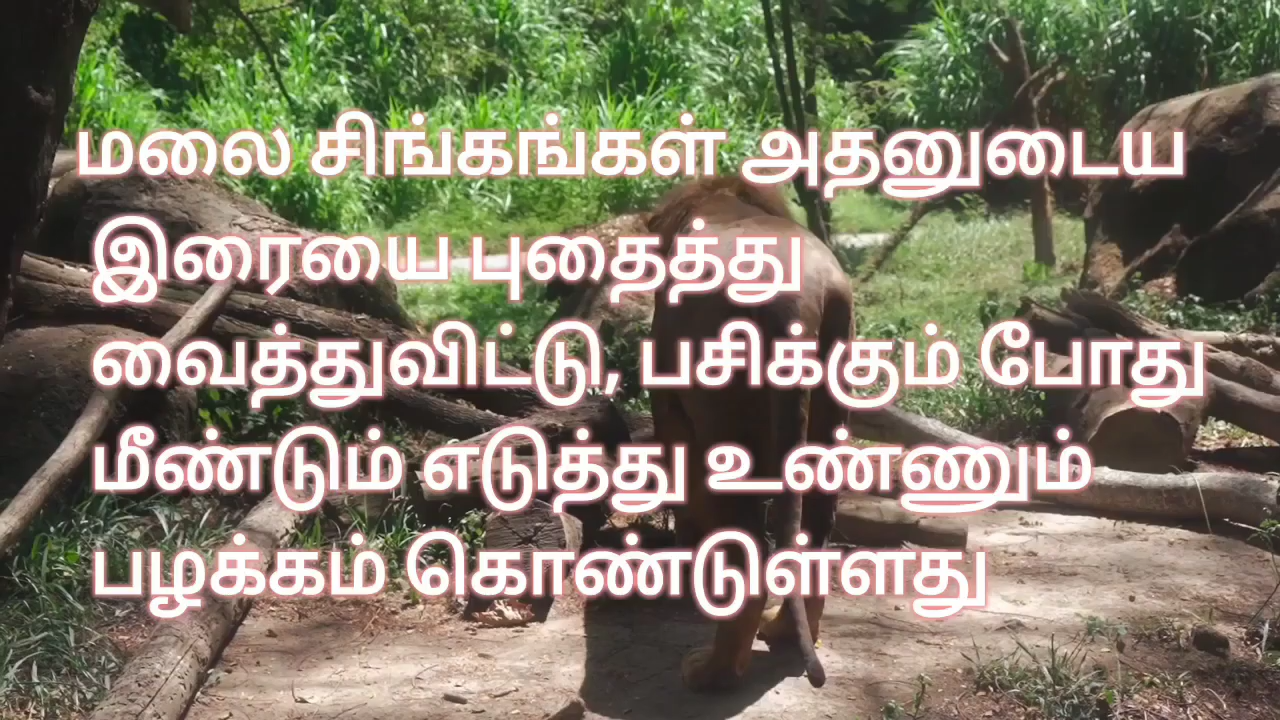 மலை சிங்கங்கள் அதனுடைய
இரையை புதைத்து
வைத்துவிட்டு, பசிக்கும் போது
மீண்டும் எடுத்து உண்ணும்
பழக்கம் கொண்டுள்ளது